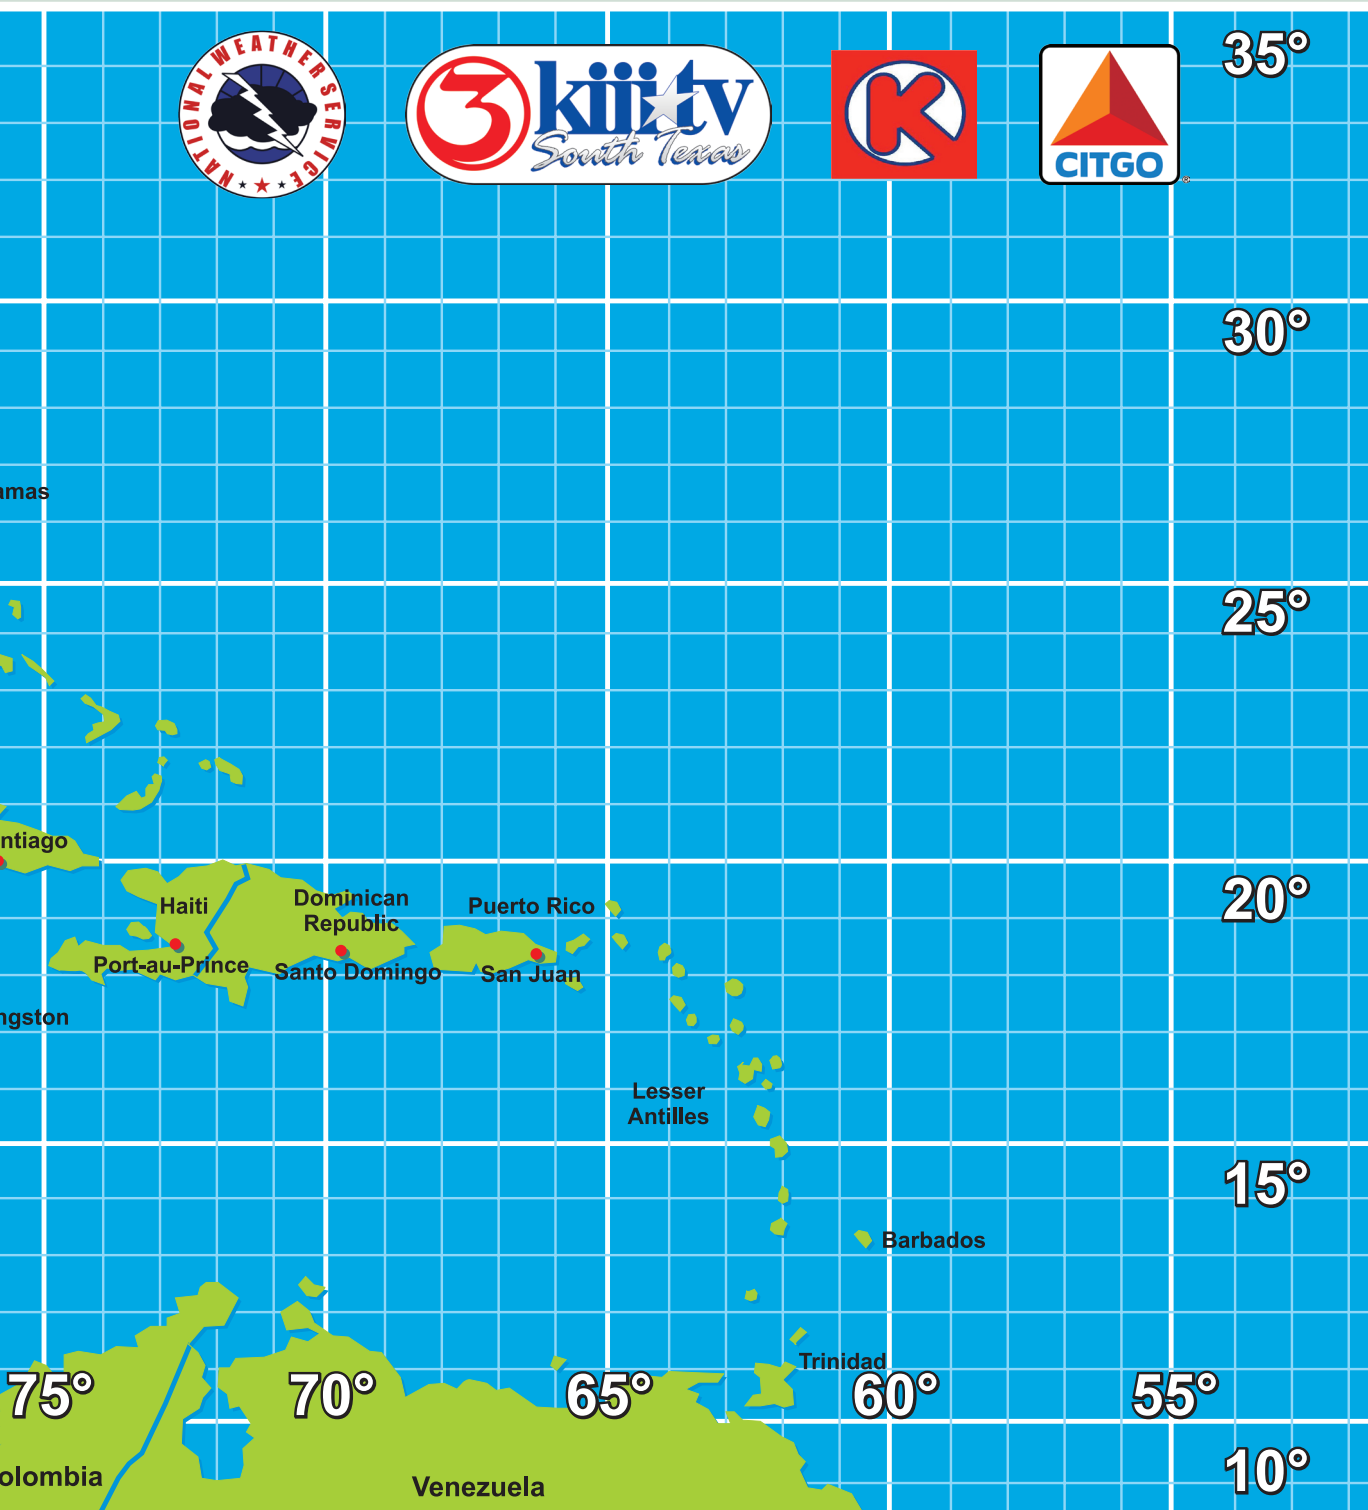 NATIONAL WEATHER SERVICE
3 kiii tv
South Texas
K
CITGO
®
35°
30°
amas
25°
ntiago
20°
Haiti
Dominican
Republic
Puerto Rico
Port-au-Prince
Santo Domingo
San Juan
ngston
Lesser
Antilles
15°
Barbados
Trinidad
75°
70°
65°
60°
55°
10°
olombia
Venezuela